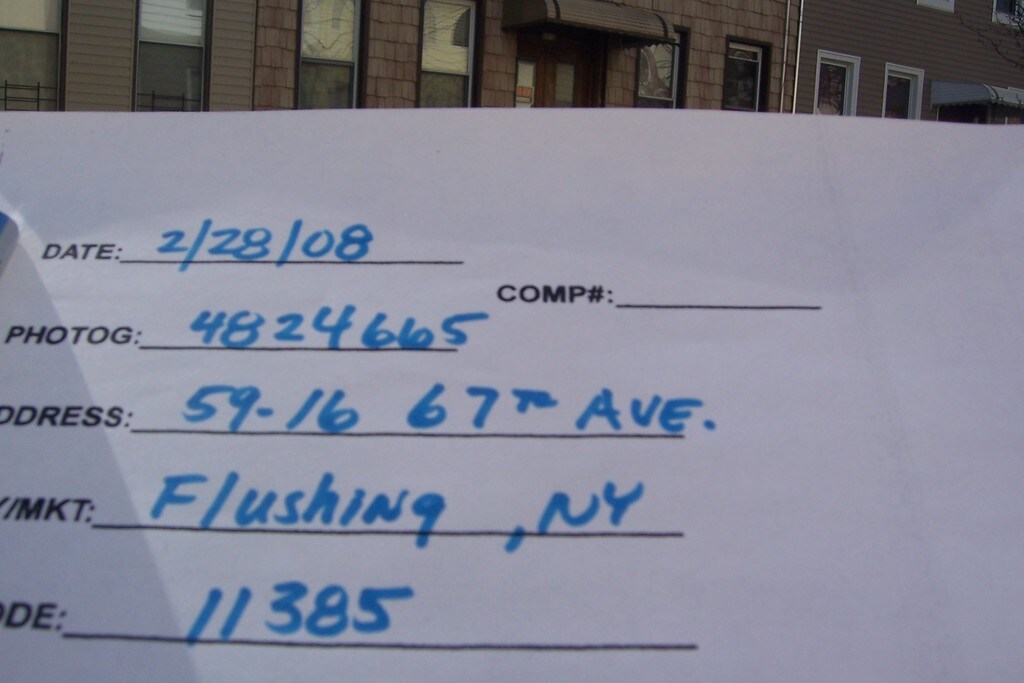 DATE: 2/28/08
COMP#:
PHOTOG: 4824665
DDRESS: 59-16 67TH AVE.
/MKT: Flushing, NY
DE: 11385